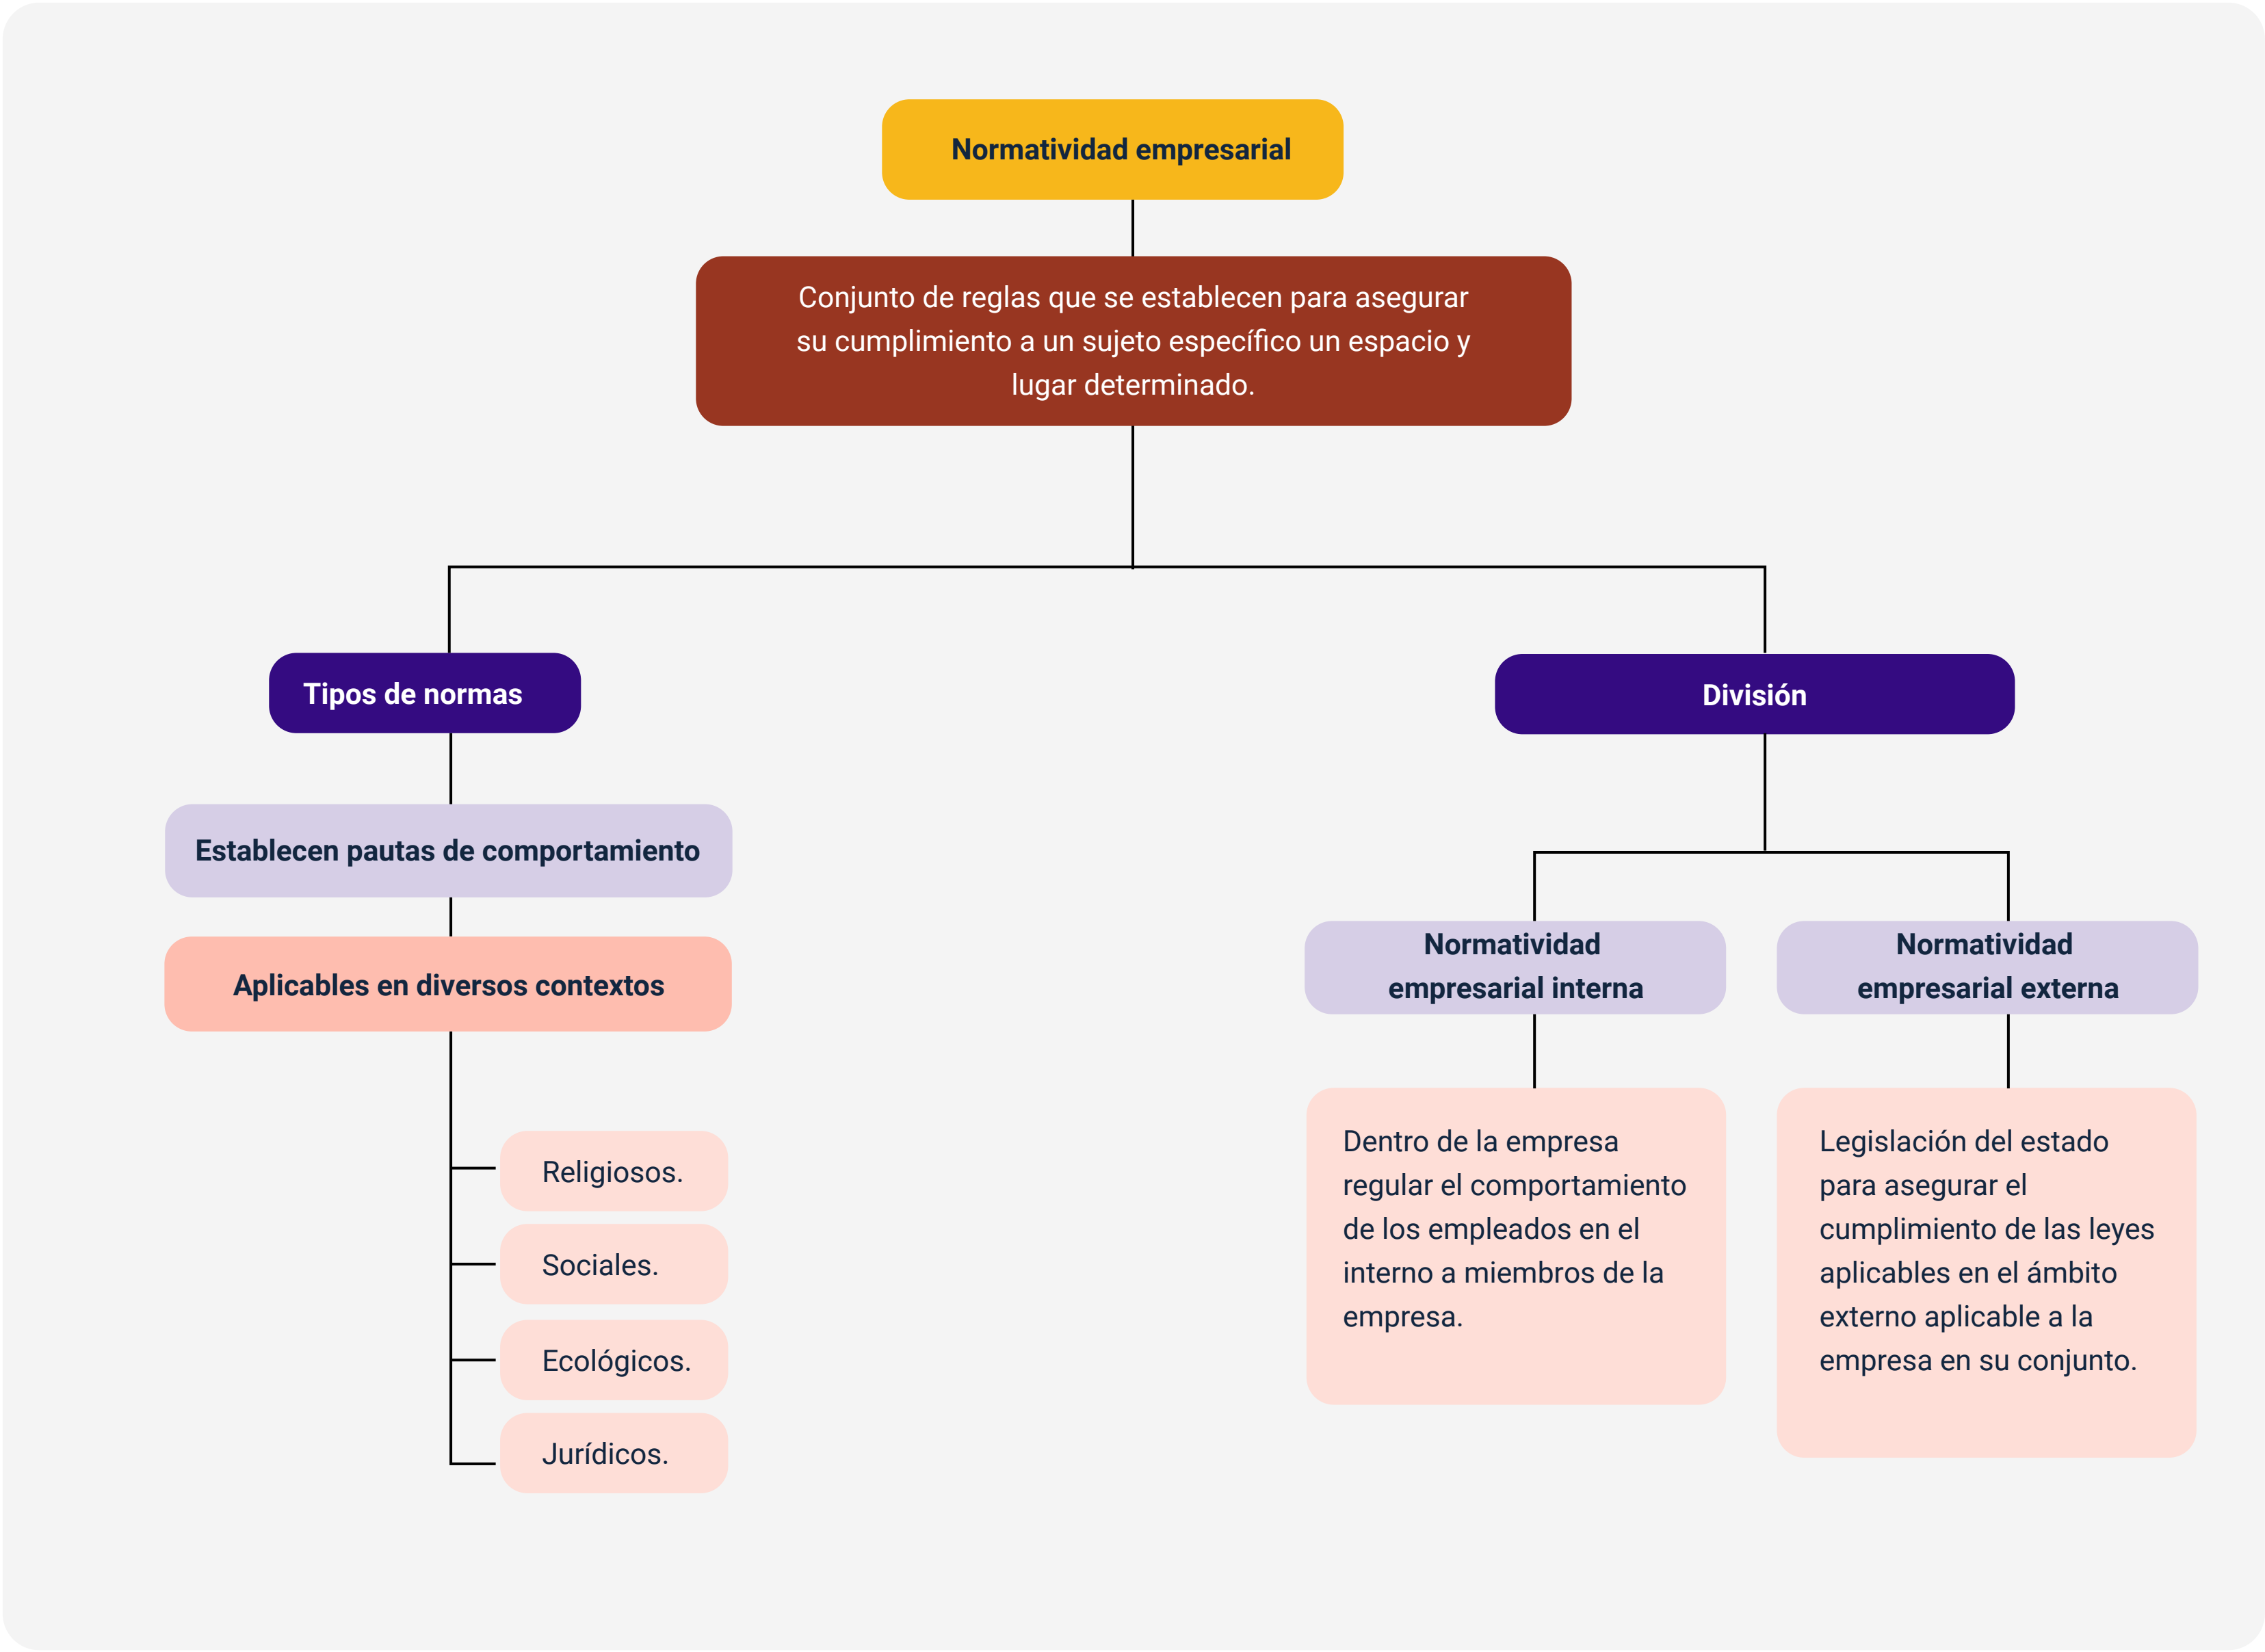 Normatividad empresarial
Conjunto de reglas que se establecen para asegurar
su cumplimiento a un sujeto específico un espacio y
lugar determinado.
Tipos de normas
Establecen pautas de comportamiento
Aplicables en diversos contextos
Religiosos.
Sociales.
Ecológicos.
Jurídicos.
División
Normatividad
empresarial interna
Dentro de la empresa
regular el comportamiento
de los empleados en el
interno a miembros de la
empresa.
Normatividad
empresarial externa
Legislación del estado
para asegurar el
cumplimiento de las leyes
aplicables en el ámbito
externo aplicable a la
empresa en su conjunto.